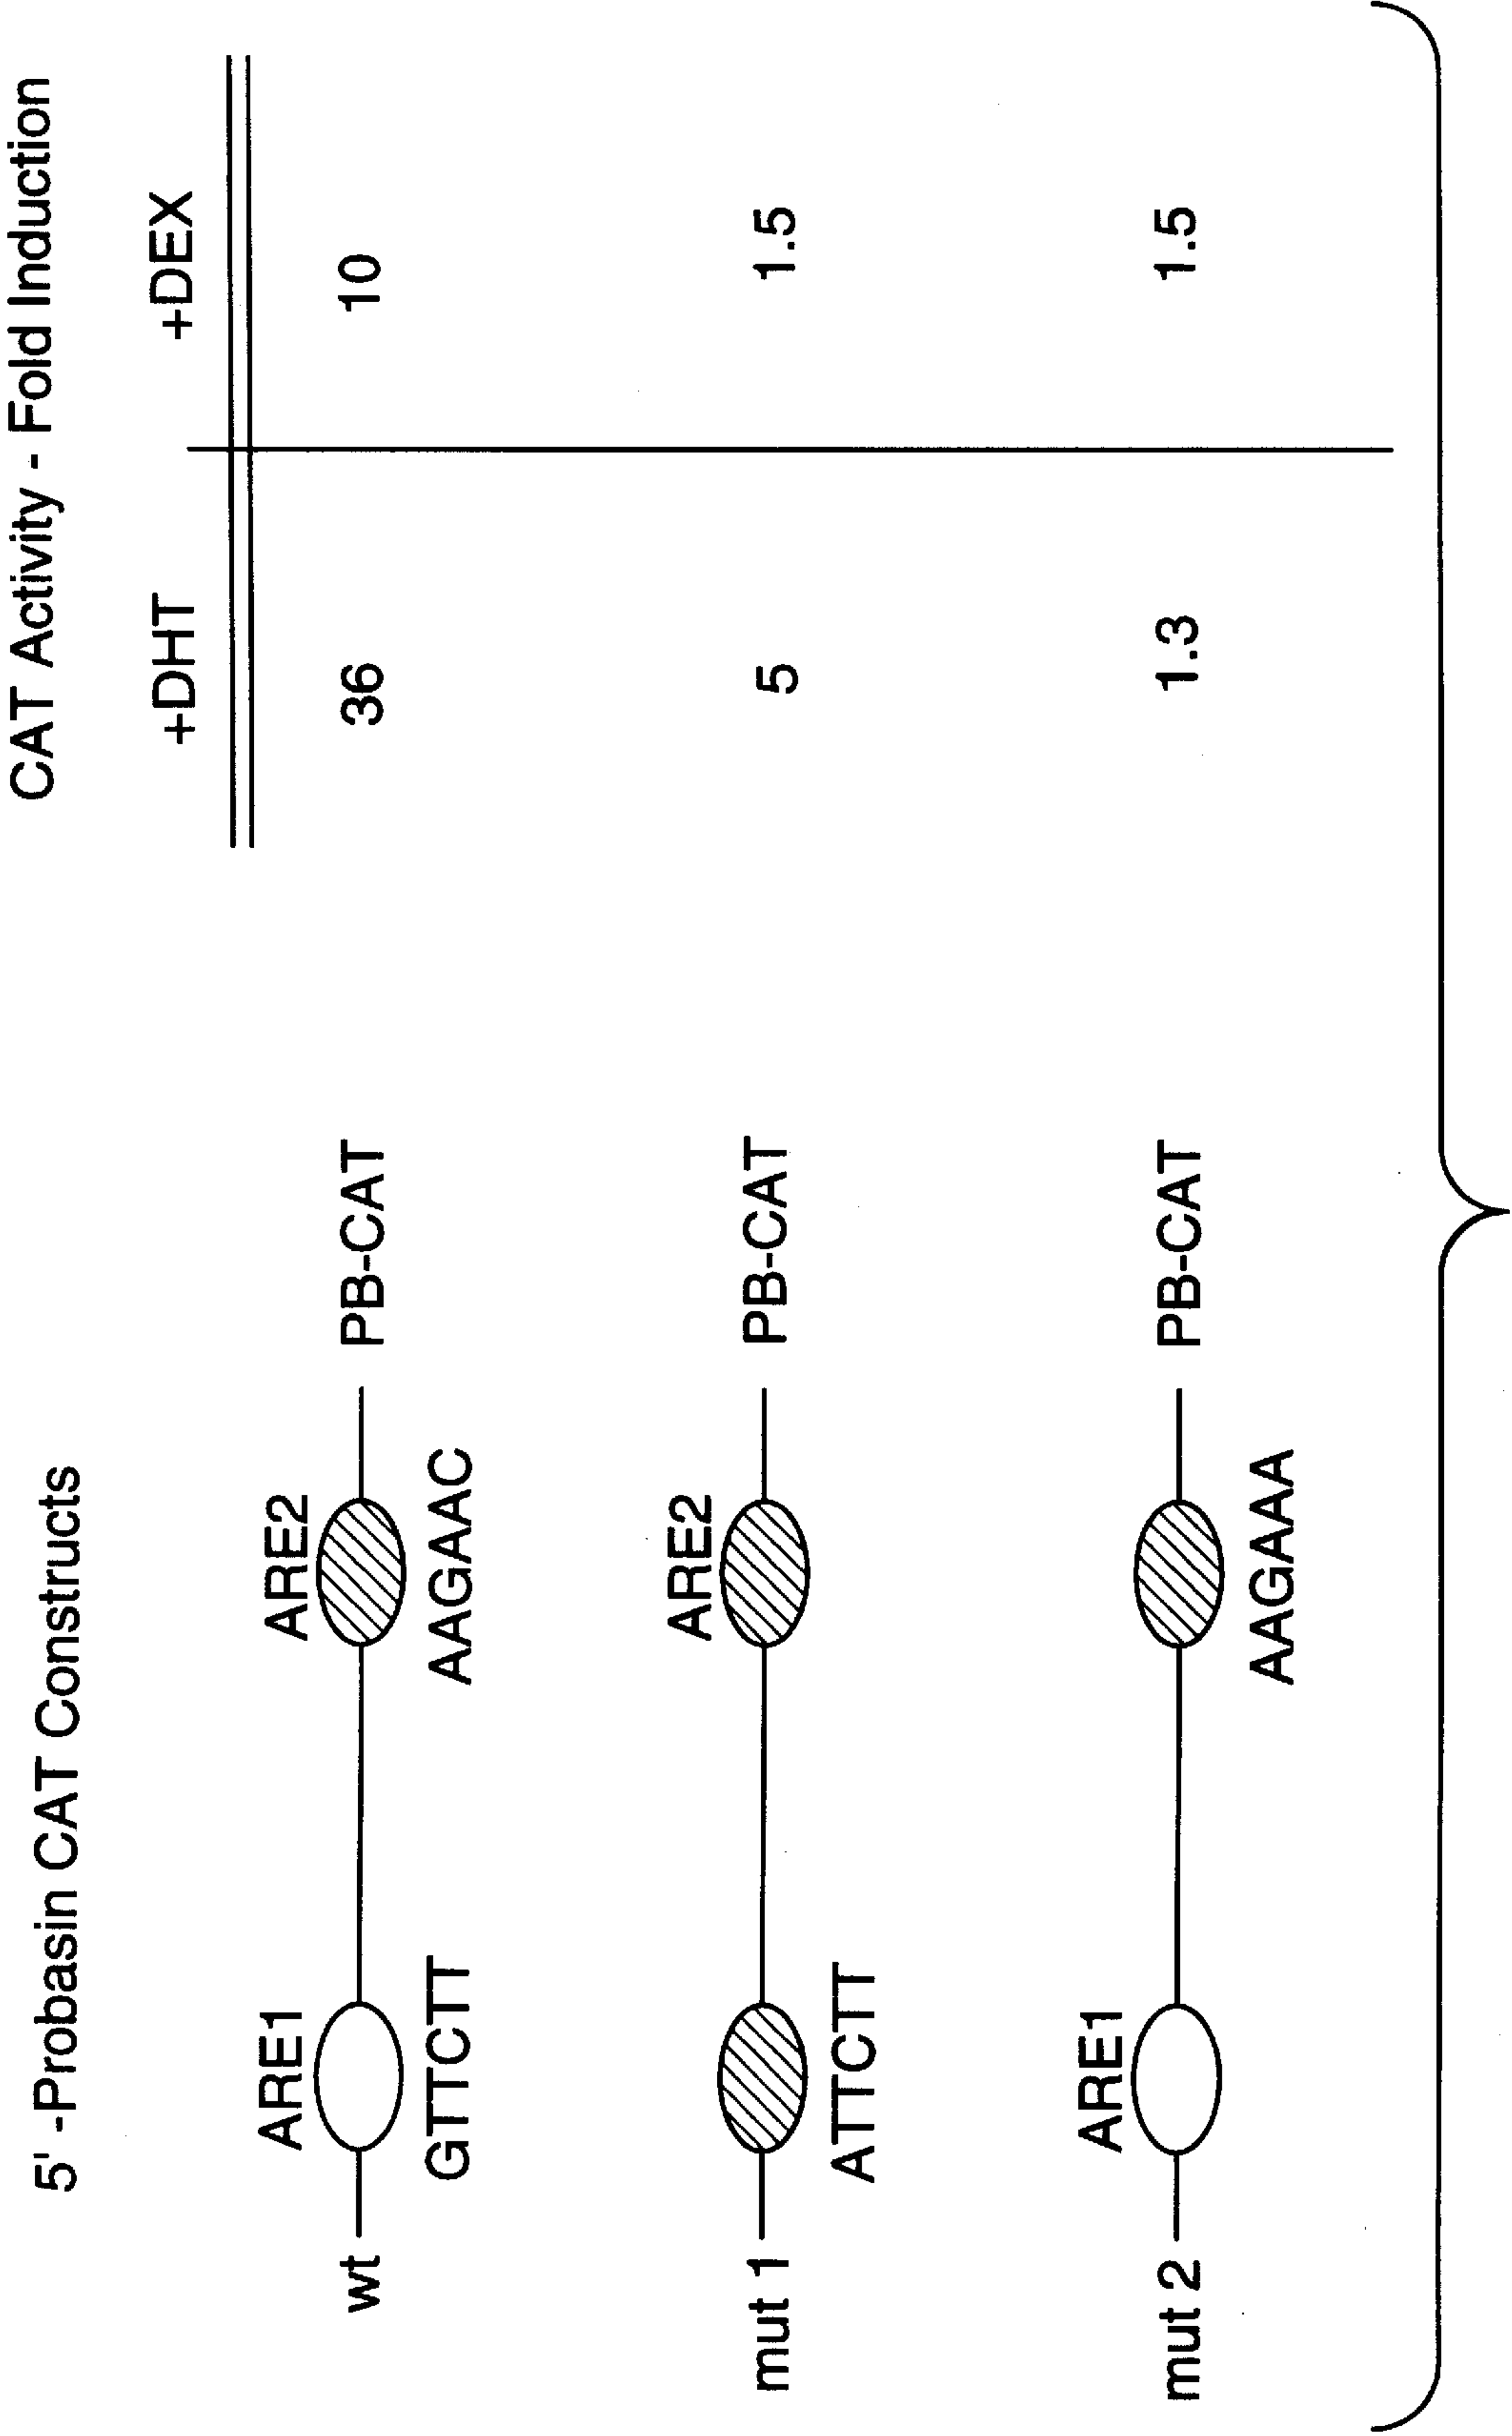 5' -Probasin CAT Constructs
CAT Activity - Fold Induction
+DHT +DEX
ARE1 ARE2
wt PB-CAT 36 10
GTTCTT AAGAAC
ARE2
mut 1 PB-CAT 5 1.5
ATTCTT
ARE1
mut 2 PB-CAT 1.3 1.5
AAGAAA